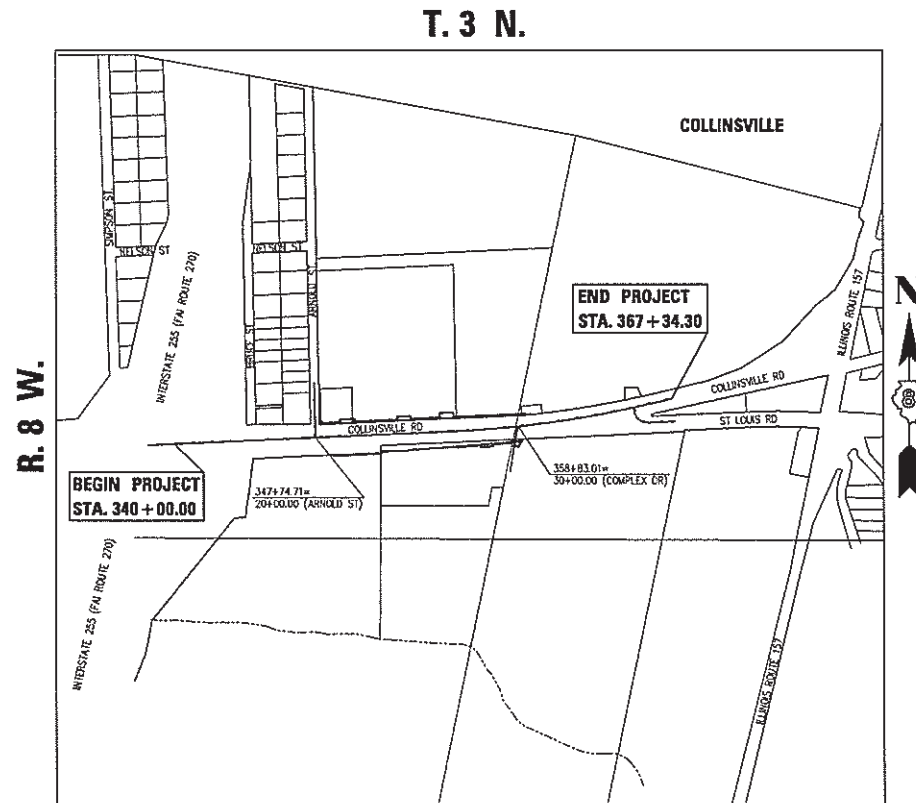 T. 3 N.
R. 8 W.
COLLINSVILLE
SIMPSON ST
NELSON ST
INTERSTATE 255 (FAI ROUTE 270)
NELSON ST
ARNOLD ST
ILLINOIS ROUTE 157
N
END PROJECT
STA. 367+34.30
COLLINSVILLE RD
COLLINSVILLE RD
ST LOUIS RD
BEGIN PROJECT
STA. 340+00.00
347+74.71=
20+00.00 (ARNOLD ST)
358+83.01=
30+00.00 (COMPLEX DR)
INTERSTATE 255 (FAI ROUTE 270)
ILLINOIS ROUTE 157